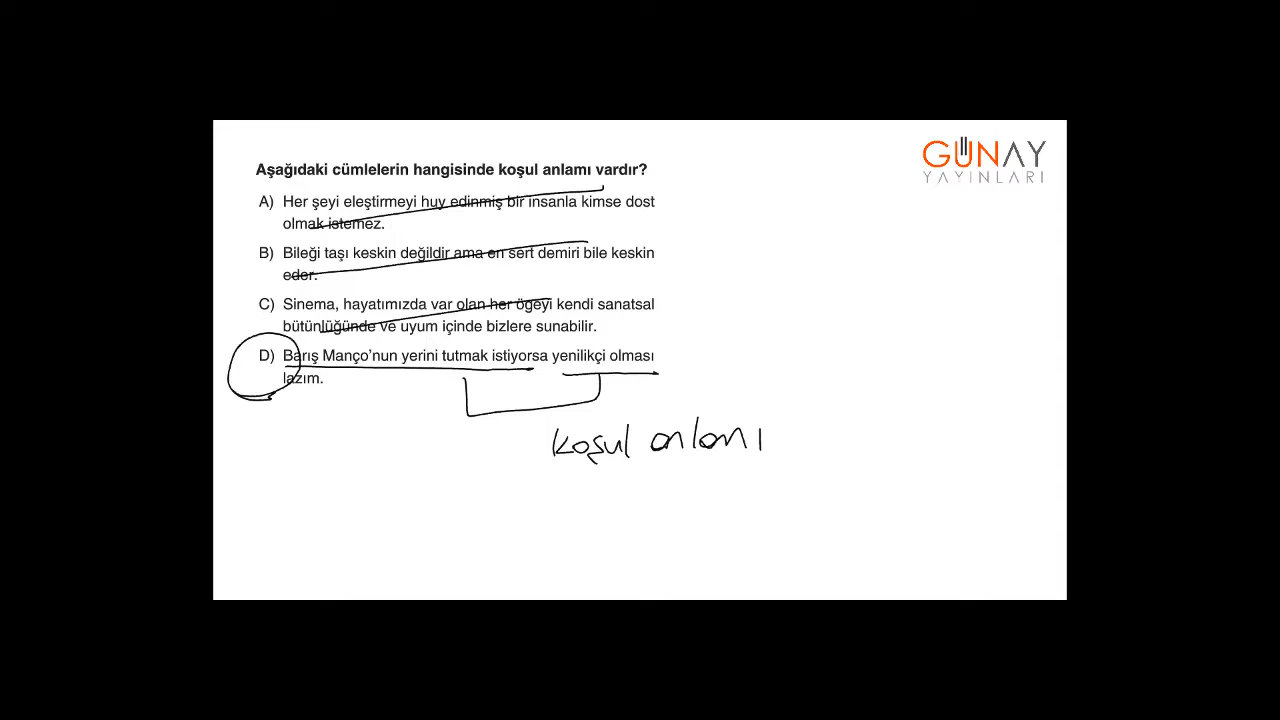 GÜNAY
YAYINLARI
Aşağıdaki cümlelerin hangisinde koşul anlamı vardır?
A) Her şeyi eleştirmeyi huy edinmiş bir insanla kimse dost
olmak istemez.
B) Bileği taşı keskin değildir ama en sert demiri bile keskin
eder.
C) Sinema, hayatımızda var olan her ögeyi kendi sanatsal
bütünlüğünde ve uyum içinde bizlere sunabilir.
D) Barış Manço'nun yerini tutmak istiyorsa yenilikçi olması
lazım.
koşul anlamı